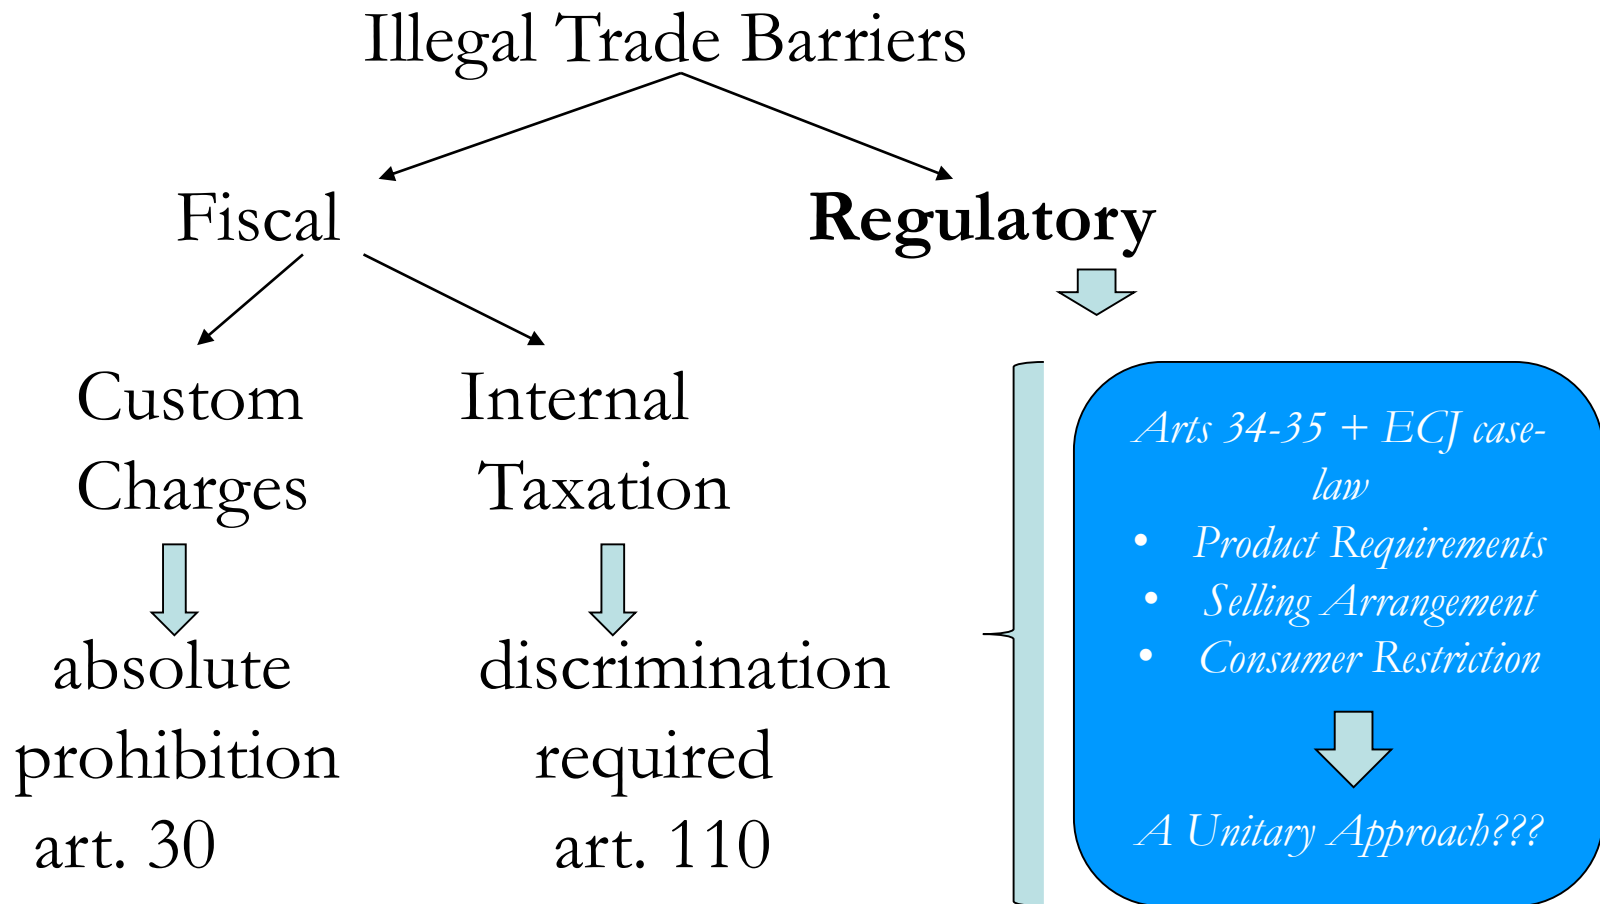 Illegal Trade Barriers
Fiscal
Regulatory
Custom
Charges
Internal
Taxation
absolute
prohibition
art. 30
discrimination
required
art. 110
Arts 34-35 + ECJ case-
law
• Product Requirements
• Selling Arrangement
• Consumer Restriction
A Unitary Approach???